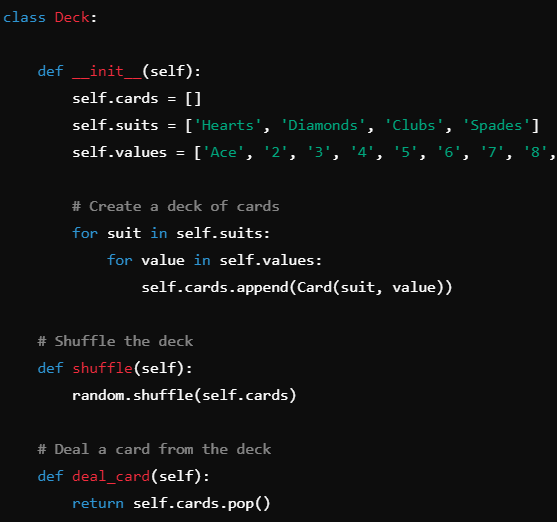 class Deck:
    def __init__(self):
        self.cards = []
        self.suits = ['Hearts', 'Diamonds', 'Clubs', 'Spades']
        self.values = ['Ace', '2', '3', '4', '5', '6', '7', '8',
        # Create a deck of cards
        for suit in self.suits:
            for value in self.values:
                self.cards.append(Card(suit, value))
    # Shuffle the deck
    def shuffle(self):
        random.shuffle(self.cards)
    # Deal a card from the deck
    def deal_card(self):
        return self.cards.pop()